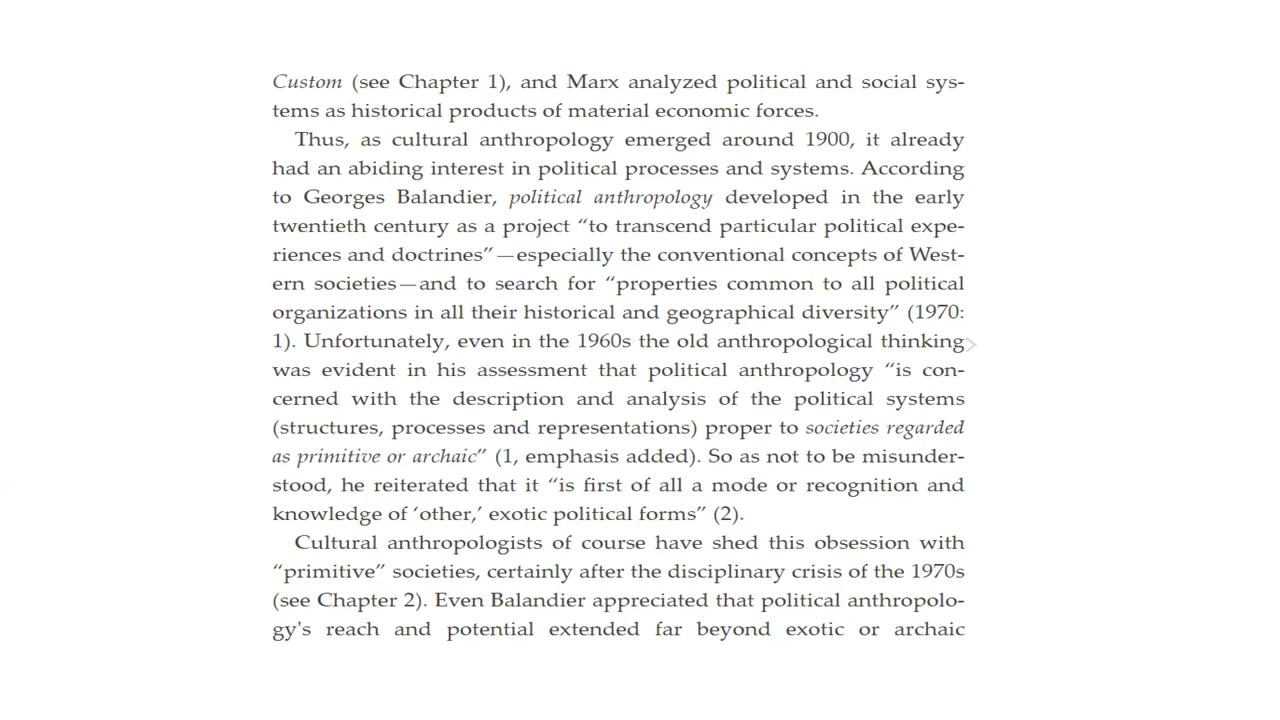 Custom (see Chapter 1), and Marx analyzed political and social sys-
tems as historical products of material economic forces.
Thus, as cultural anthropology emerged around 1900, it already
had an abiding interest in political processes and systems. According
to Georges Balandier, political anthropology developed in the early
twentieth century as a project “to transcend particular political expe-
riences and doctrines”—especially the conventional concepts of West-
ern societies—and to search for “properties common to all political
organizations in all their historical and geographical diversity” (1970:
1). Unfortunately, even in the 1960s the old anthropological thinking
was evident in his assessment that political anthropology “is con-
cerned with the description and analysis of the political systems
(structures, processes and representations) proper to societies regarded
as primitive or archaic” (1, emphasis added). So as not to be misunder-
stood, he reiterated that it “is first of all a mode or recognition and
knowledge of ‘other,’ exotic political forms” (2).
Cultural anthropologists of course have shed this obsession with
“primitive” societies, certainly after the disciplinary crisis of the 1970s
(see Chapter 2). Even Balandier appreciated that political anthropolo-
gy's reach and potential extended far beyond exotic or archaic